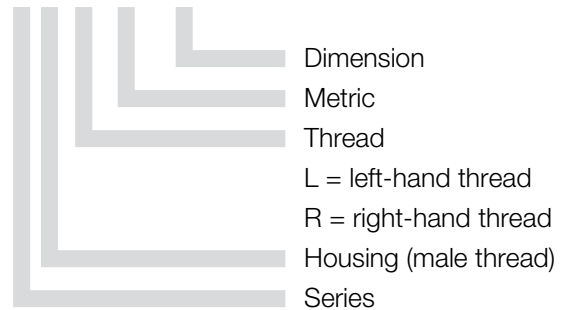 Dimension
Metric
Thread
L = left-hand thread
R = right-hand thread
Housing (male thread)
Series